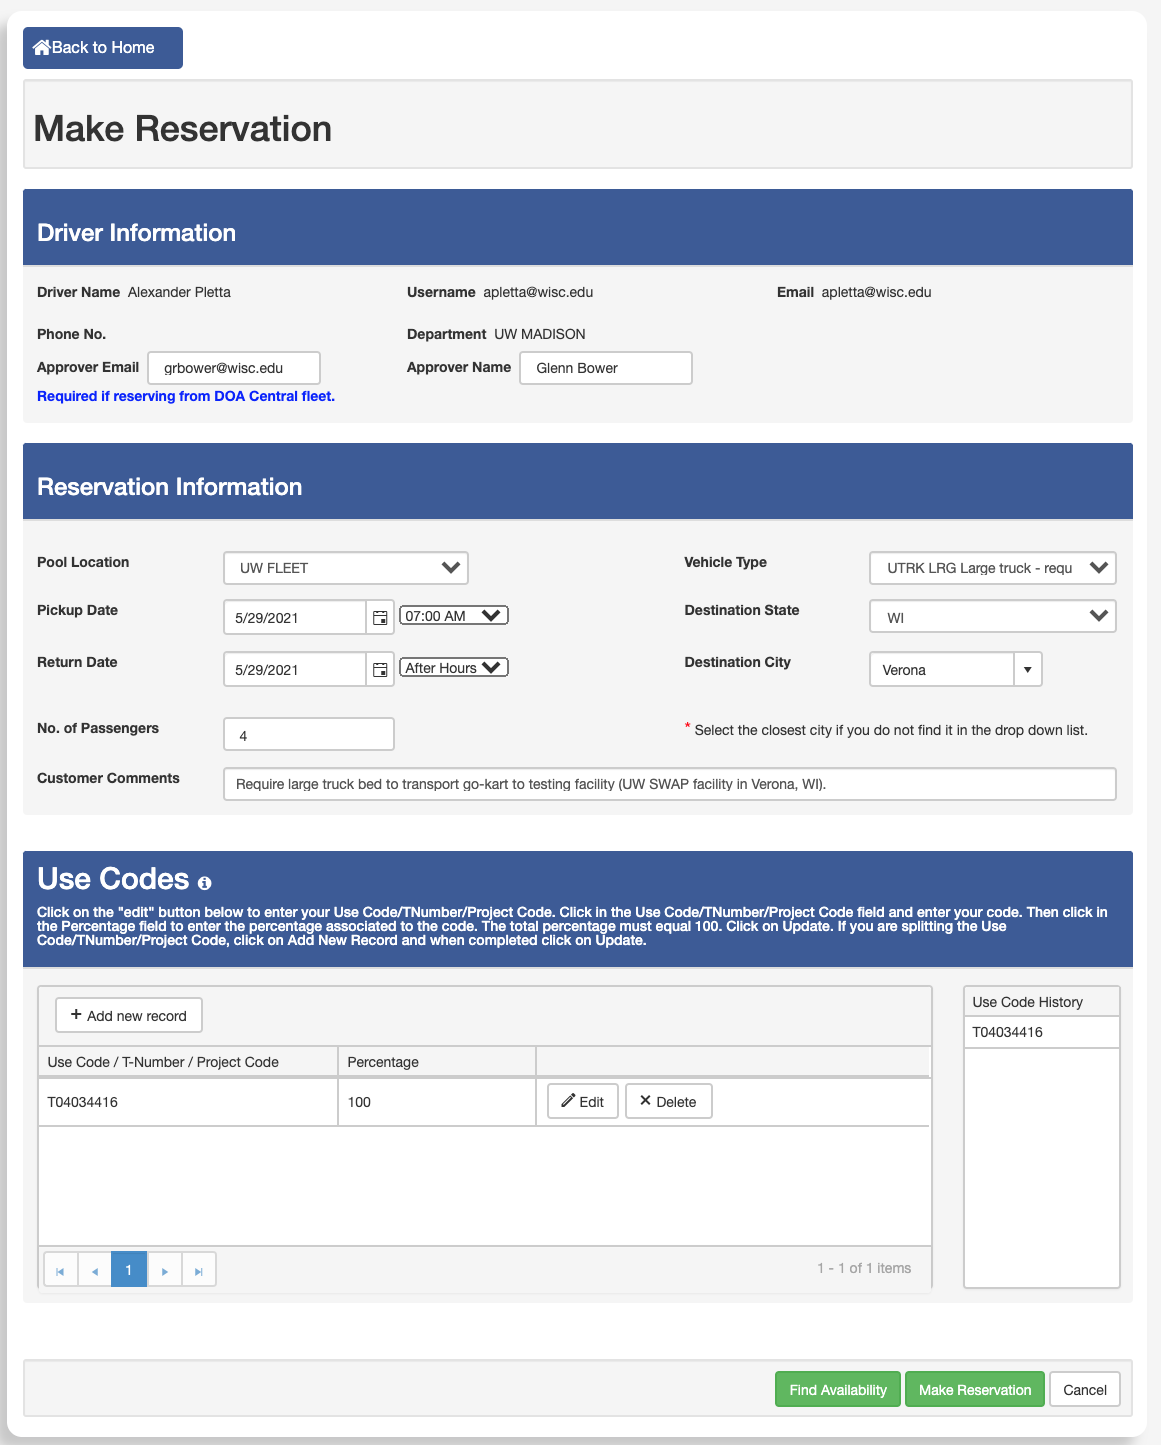 Back to Home
Make Reservation
Driver Information
Driver Name Alexander Pletta Username apletta@wisc.edu Email apletta@wisc.edu
Phone No. Department UW MADISON
Approver Email grbower@wisc.edu Approver Name Glenn Bower
Required if reserving from DOA Central fleet.
Reservation Information
Pool Location UW FLEET Vehicle Type UTRK LRG Large truck - requ
Pickup Date 5/29/2021 07:00 AM Destination State WI
Return Date 5/29/2021 After Hours Destination City Verona
No. of Passengers 4 * Select the closest city if you do not find it in the drop down list.
Customer Comments Require large truck bed to transport go-kart to testing facility (UW SWAP facility in Verona, WI).
Use Codes
Click on the "edit" button below to enter your Use Code/TNumber/Project Code. Click in the Use Code/TNumber/Project Code field and enter your code. Then click in
the Percentage field to enter the percentage associated to the code. The total percentage must equal 100. Click on Update. If you are splitting the Use
Code/TNumber/Project Code, click on Add New Record and when completed click on Update.
+ Add new record
Use Code / T-Number / Project Code Percentage
T04034416 100 Edit Delete
1 1 - 1 of 1 items
Use Code History
T04034416
Find Availability Make Reservation Cancel